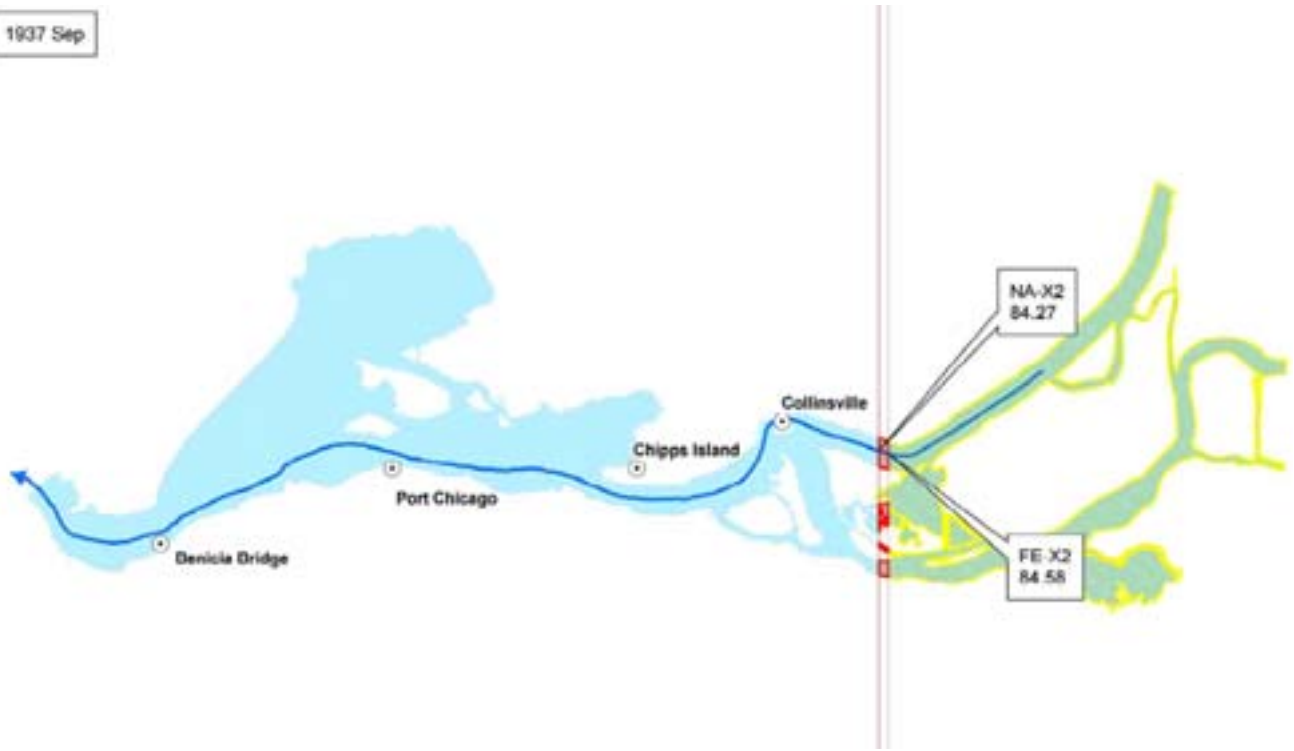 1937 Sep
NA-X2
84.27
Collinsville
Chipps Island
Port Chicago
Benicia Bridge
FE-X2
84.58